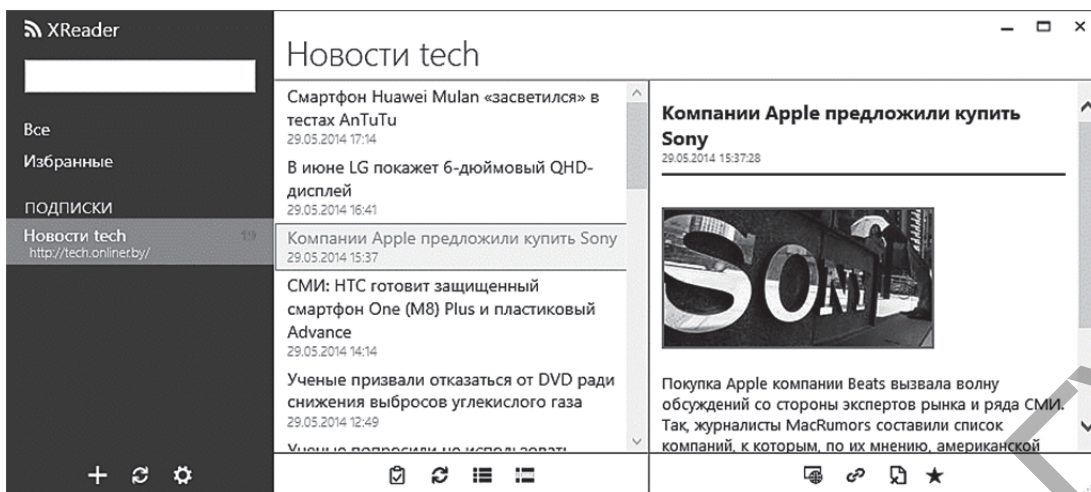 XReader
Все
Избранные
ПОДПИСКИ
Новости tech
19
http://tech.onliner.by/
Новости tech
Смартфон Huawei Mulan «засветился» в
тестах AnTuTu
29.05.2014 17:14
В июне LG покажет 6-дюймовый QHD-
дисплей
29.05.2014 16:41
Компании Apple предложили купить Sony
29.05.2014 15:37
СМИ: HTC готовит защищенный
смартфон One (M8) Plus и пластиковый
Advance
29.05.2014 14:14
Ученые призвали отказаться от DVD ради
снижения выбросов углекислого газа
29.05.2014 12:49
Ученые попросили не использовать
Компании Apple предложили купить
Sony
29.05.2014 15:37:28
SONY
Покупка Apple компании Beats вызвала волну
обсуждений со стороны экспертов рынка и ряда СМИ.
Так, журналисты MacRumors составили список
компаний, к которым, по их мнению, американской